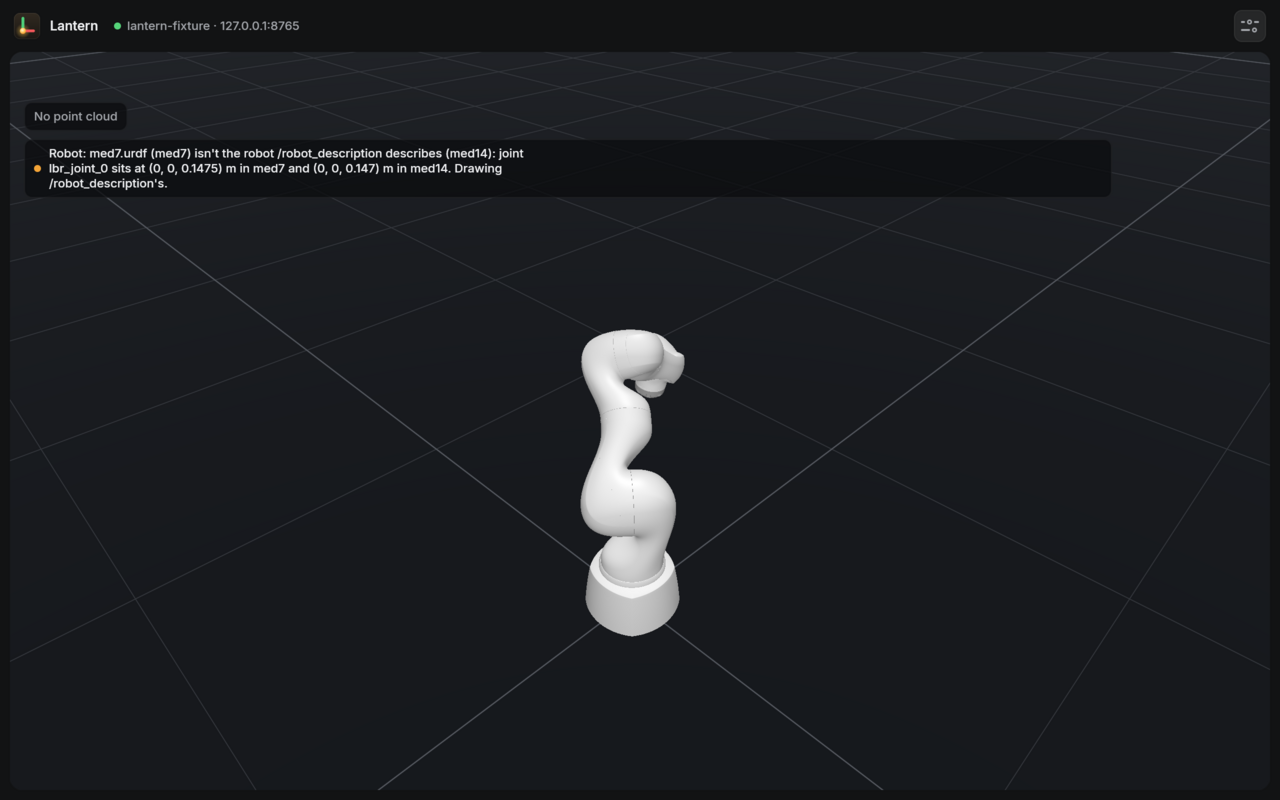 Lantern
lantern-fixture · 127.0.0.1:8765
No point cloud
Robot: med7.urdf (med7) isn't the robot /robot_description describes (med14): joint
lbr_joint_0 sits at (0, 0, 0.1475) m in med7 and (0, 0, 0.147) m in med14. Drawing
/robot_description's.